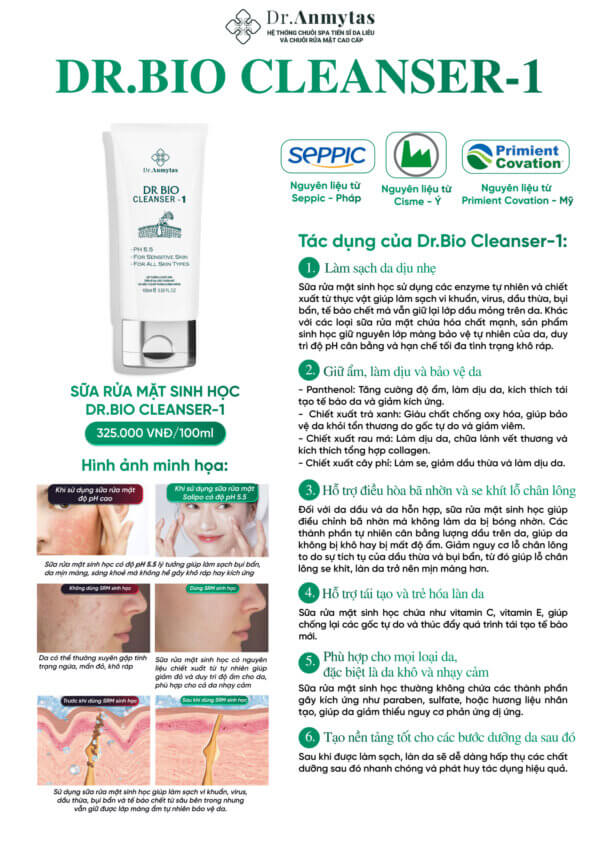 Dr.Anmytas
HỆ THỐNG CHUỖI SPA TIẾN SĨ DA LIỄU
VÀ CHUỖI RỬA MẶT CAO CẤP
DR.BIO CLEANSER-1
Dr.Anmytas
DR BIO
CLEANSER - 1
- PH 5.5
- FOR SENSITIVE SKIN
- FOR ALL SKIN TYPES
SỮA RỬA MẶT SINH HỌC
DR.BIO CLEANSER-1
325.000 VNĐ/100ml
Hình ảnh minh họa:
Khi sử dụng sữa rửa mặt
độ pH cao
Khi sử dụng sữa rửa mặt
Salipo có độ pH 5.5
Sữa rửa mặt sinh học có độ pH 5.5 lý tưởng giúp làm sạch bụi bẩn,
da mịn màng, sáng khoẻ mà không hề gây khô ráp hay kích ứng
Không dùng SRM sinh học
Dùng SRM sinh học
Da có thể thường xuyên gặp tình
trạng ngứa, mẩn đỏ, khô ráp
Sữa rửa mặt sinh học có nguyên
liệu chiết xuất từ tự nhiên giúp
giảm đỏ và duy trì độ ẩm cho da,
phù hợp cho cả da nhạy cảm
Trước khi dùng SRM sinh học
Sau khi dùng SRM sinh học
Sử dụng sữa rửa mặt sinh học giúp làm sạch vi khuẩn, virus,
dầu thừa, bụi bẩn và tế bào chết từ sâu bên trong nhưng
vẫn giữ được lớp màng ẩm tự nhiên bảo vệ da
SEPPIC
Nguyên liệu từ
Seppic - Pháp
Nguyên liệu từ
Cisme - Ý
Primient
Covation
Nguyên liệu từ
Primient Covation - Mỹ
Tác dụng của Dr.Bio Cleanser-1:
1. Làm sạch da dịu nhẹ
Sữa rửa mặt sinh học sử dụng các enzyme tự nhiên và chiết
xuất từ thực vật giúp làm sạch vi khuẩn, virus, dầu thừa, bụi
bẩn, tế bào chết mà vẫn giữ lại lớp dầu mỏng trên da. Khác
với các loại sữa rửa mặt chứa hóa chất mạnh, sản phẩm
sinh học giữ nguyên lớp màng bảo vệ tự nhiên của da, duy
trì độ pH cân bằng và hạn chế tối đa tình trạng khô ráp.
2. Giữ ẩm, làm dịu và bảo vệ da
- Panthenol: Tăng cường độ ẩm, làm dịu da, kích thích tái
tạo tế bào da và giảm kích ứng.
- Chiết xuất trà xanh: Giàu chất chống oxy hóa, giúp bảo
vệ da khỏi tổn thương do gốc tự do và giảm viêm.
- Chiết xuất rau má: Làm dịu da, chữa lành vết thương và
kích thích tổng hợp collagen.
- Chiết xuất cây phỉ: Làm se, giảm dầu thừa và làm dịu da.
3. Hỗ trợ điều hòa bã nhờn và se khít lỗ chân lông
Đối với da dầu và da hỗn hợp, sữa rửa mặt sinh học giúp
điều chỉnh bã nhờn mà không làm da bị bóng nhờn. Các
thành phần tự nhiên cân bằng lượng dầu trên da, giúp da
không bị khô hay bị mất độ ẩm. Giảm nguy cơ lỗ chân lông
to do sự tích tụ của dầu thừa và bụi bẩn, từ đó giúp lỗ chân
lông se khít, làn da trở nên mịn màng hơn.
4. Hỗ trợ tái tạo và trẻ hóa làn da
Sữa rửa mặt sinh học chứa như vitamin C, vitamin E, giúp
chống lại các gốc tự do và thúc đẩy quá trình tái tạo tế bào
mới.
5. Phù hợp cho mọi loại da,
đặc biệt là da khô và nhạy cảm
Sữa rửa mặt sinh học thường không chứa các thành phần
gây kích ứng như paraben, sulfate, hoặc hương liệu nhân
tạo, giúp da giảm thiểu nguy cơ phản ứng dị ứng.
6. Tạo nền tảng tốt cho các bước dưỡng da sau đó
Sau khi được làm sạch, làn da sẽ dễ dàng hấp thụ các chất
dưỡng sau đó nhanh chóng và phát huy tác dụng hiệu quả.